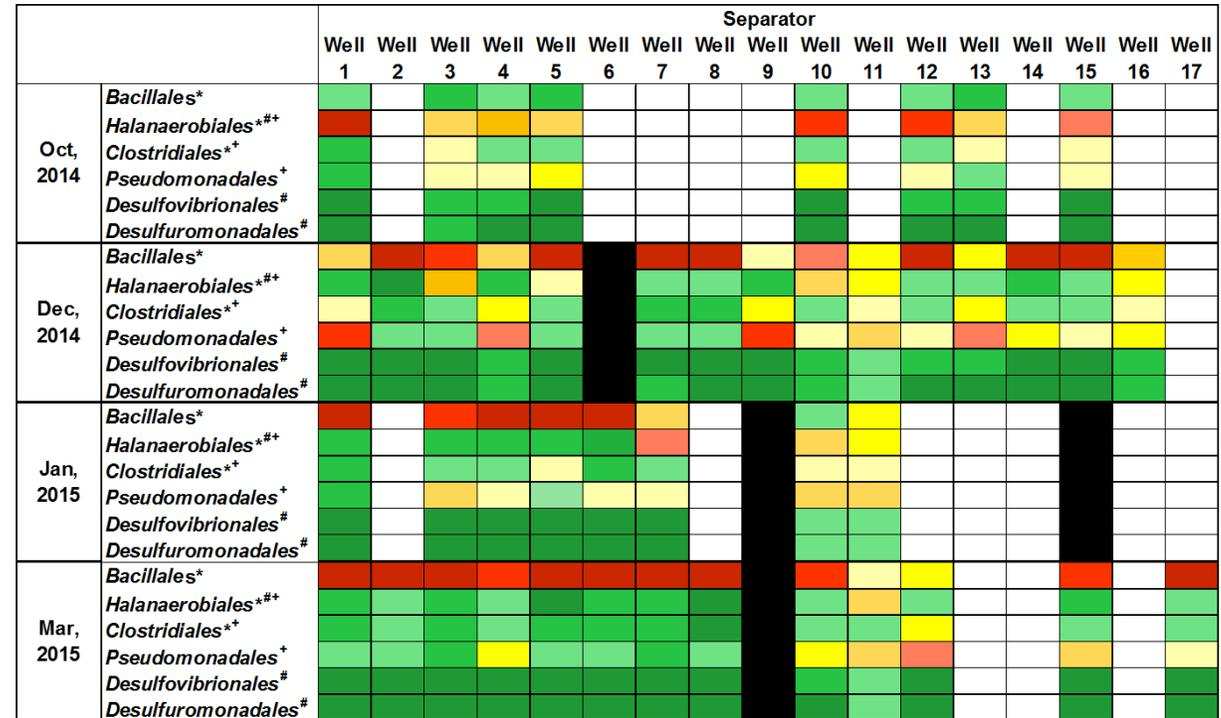 Separator
Well Well Well Well Well Well Well Well Well Well Well Well Well Well Well Well Well
1 2 3 4 5 6 7 8 9 10 11 12 13 14 15 16 17
Oct,
2014
Bacillales*
Halanaerobiales*#+
Clostridiales*+
Pseudomonadales+
Desulfovibrionales#
Desulfuromonadales#
Dec,
2014
Bacillales*
Halanaerobiales*#+
Clostridiales*+
Pseudomonadales+
Desulfovibrionales#
Desulfuromonadales#
Jan,
2015
Bacillales*
Halanaerobiales*#+
Clostridiales*+
Pseudomonadales+
Desulfovibrionales#
Desulfuromonadales#
Mar,
2015
Bacillales*
Halanaerobiales*#+
Clostridiales*+
Pseudomonadales+
Desulfovibrionales#
Desulfuromonadales#